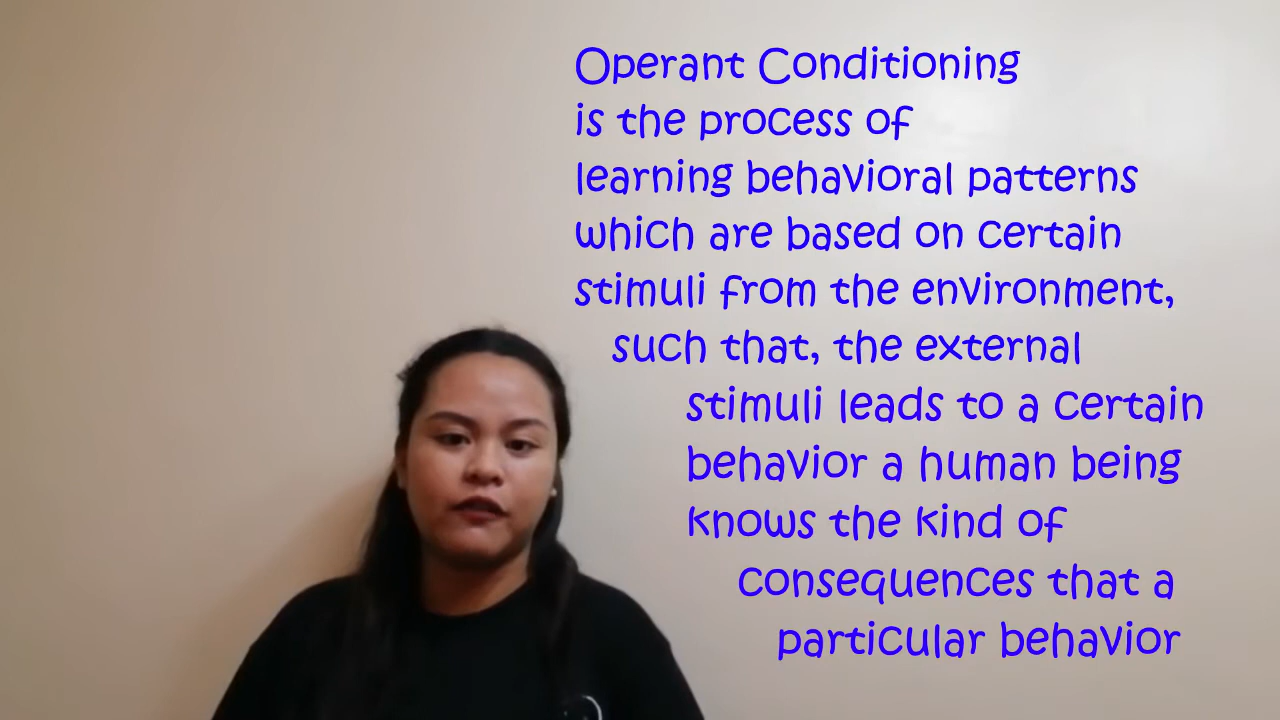 Operant Conditioning
is the process of
learning behavioral patterns
which are based on certain
stimuli from the environment,
such that, the external
stimuli leads to a certain
behavior a human being
knows the kind of
consequences that a
particular behavior